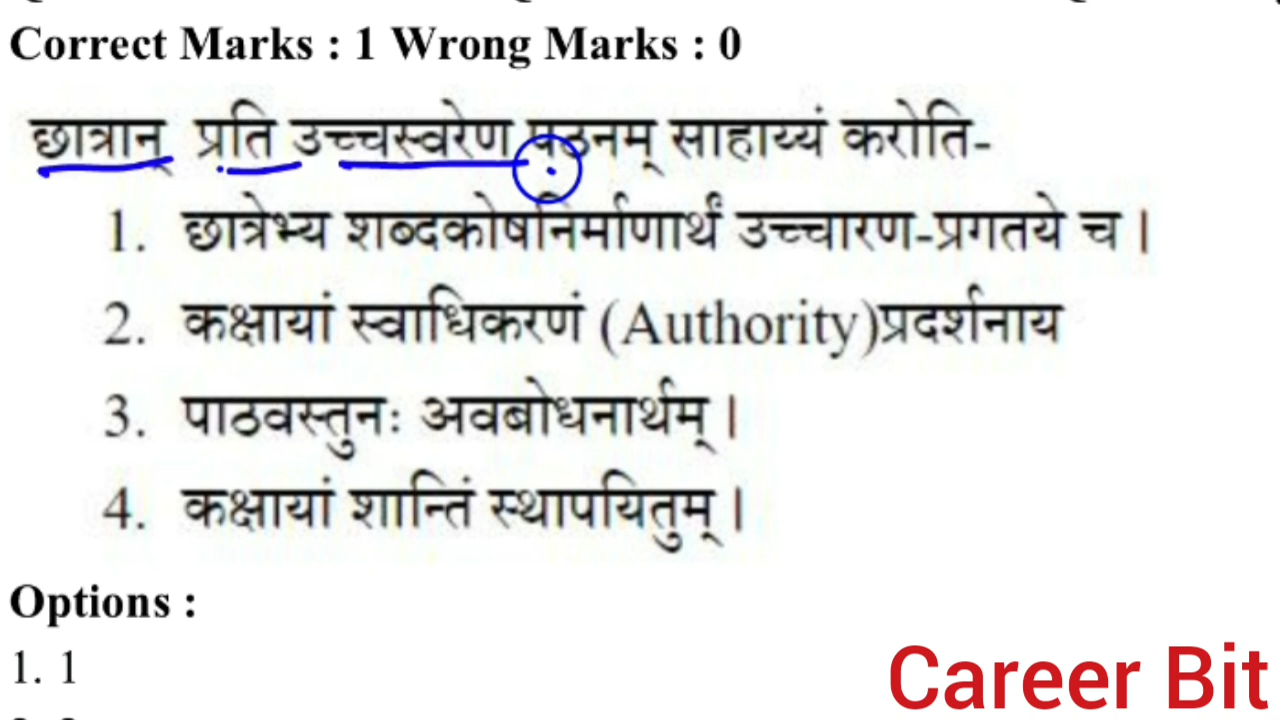 Correct Marks : 1 Wrong Marks : 0
छात्रान् प्रति उच्चस्वरेण पठनम् साहाय्यं करोति-
1. छात्रेभ्य शब्दकोषनिर्माणार्थं उच्चारण-प्रगतये च |
2. कक्षायां स्वाधिकरणं (Authority)प्रदर्शनाय
3. पाठवस्तुनः अवबोधनार्थम् |
4. कक्षायां शान्तिं स्थापयितुम् |
Options :
1. 1
Career Bit